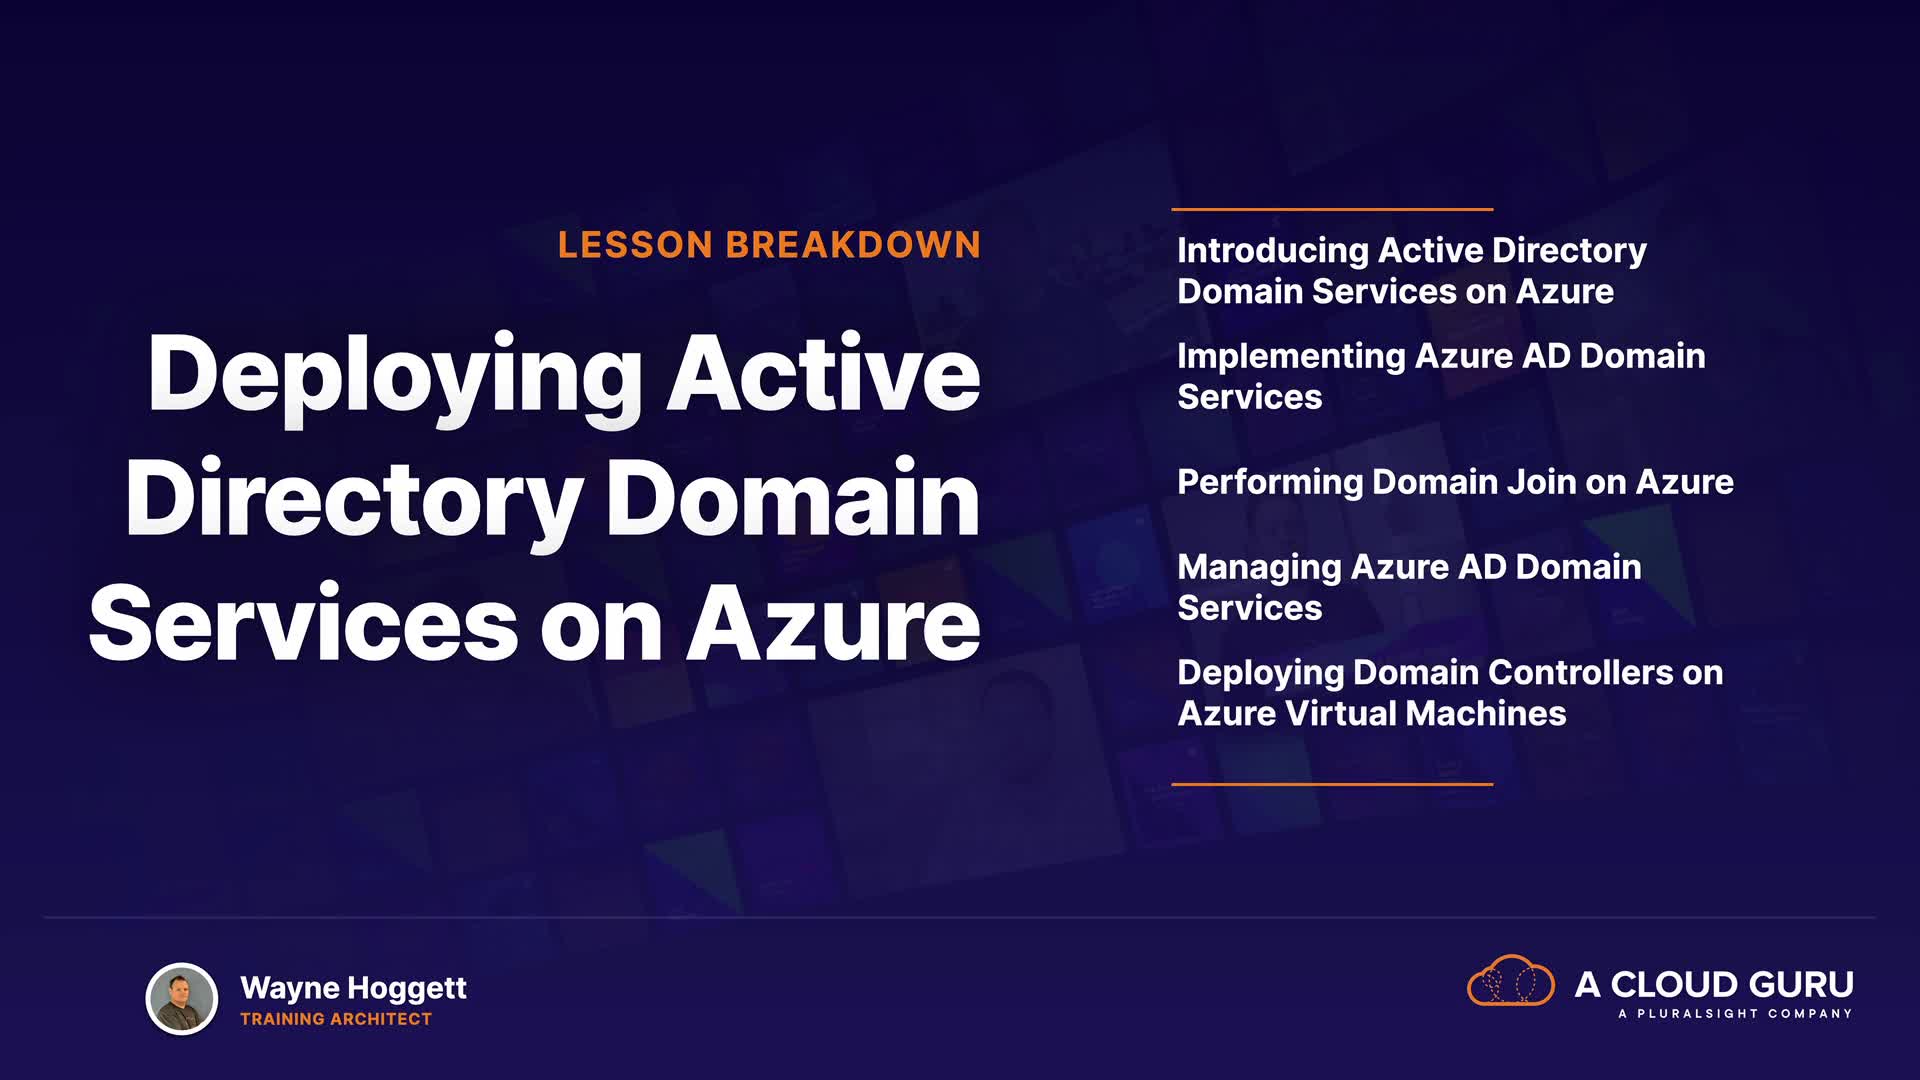 LESSON BREAKDOWN
Deploying Active
Directory Domain
Services on Azure
Introducing Active Directory
Domain Services on Azure
Implementing Azure AD Domain
Services
Performing Domain Join on Azure
Managing Azure AD Domain
Services
Deploying Domain Controllers on
Azure Virtual Machines
Wayne Hoggett
TRAINING ARCHITECT
A CLOUD GURU
A PLURALSIGHT COMPANY